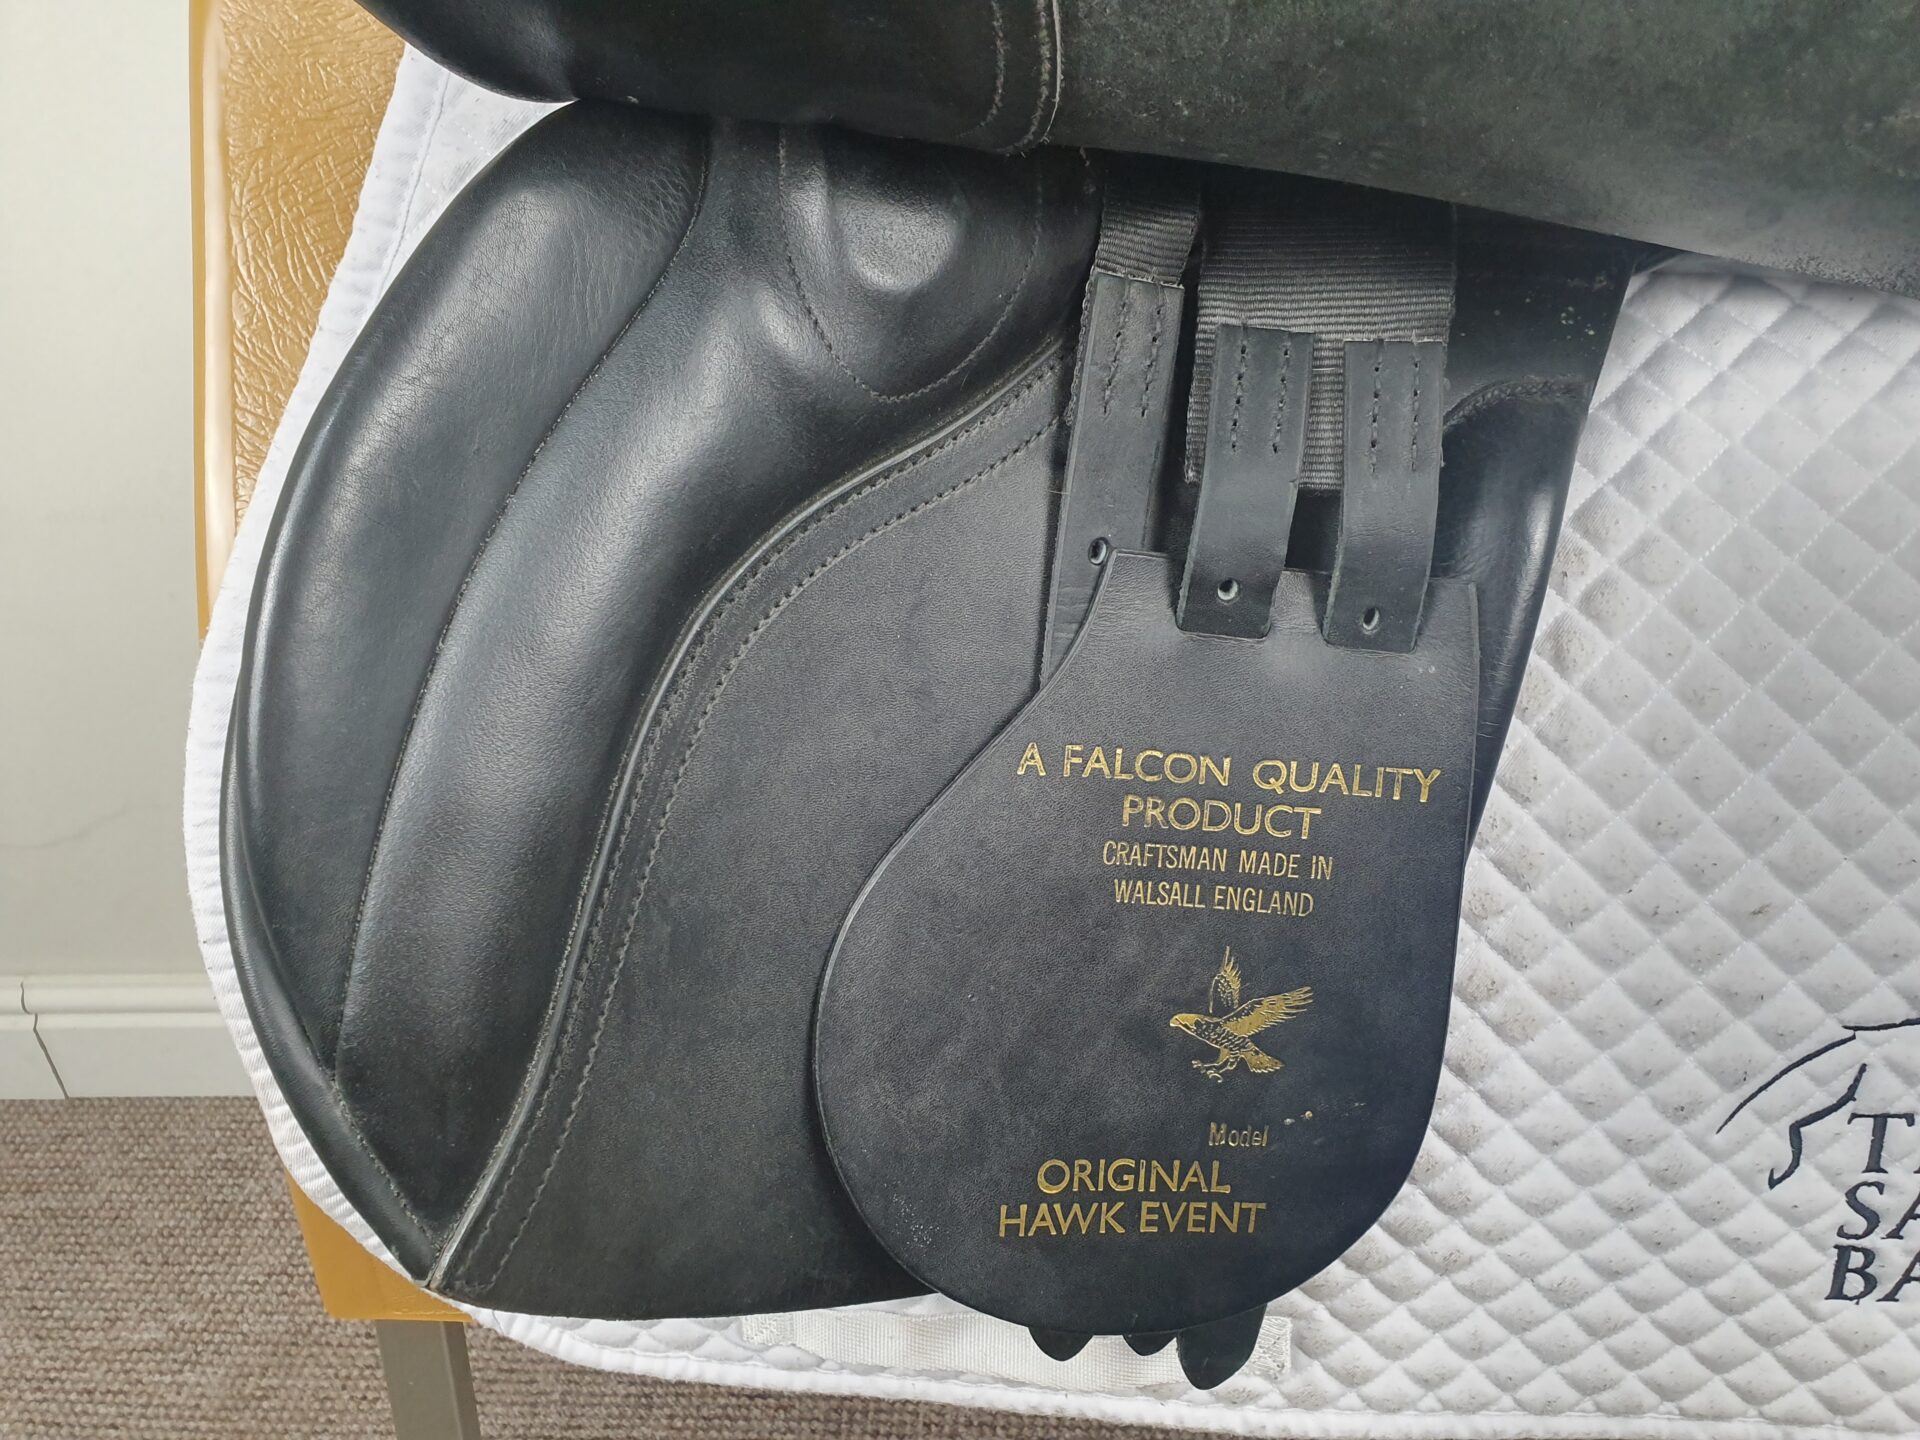 A FALCON QUALITY
PRODUCT
CRAFTSMAN MADE IN
WALSALL ENGLAND
Model
ORIGINAL
HAWK EVENT